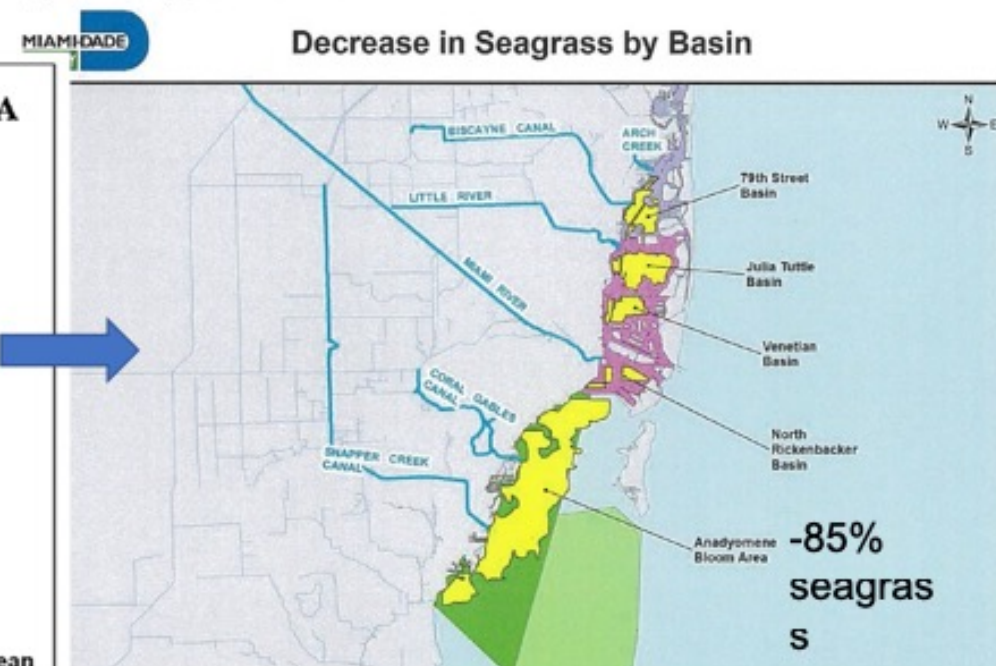 MIAMI-DADE
Decrease in Seagrass by Basin
A
N
W
E
S
BISCAYNE CANAL
ARCH
CREEK
79th Street
Basin
LITTLE RIVER
Julia Tuttle
Basin
MIAMI RIVER
Venetian
Basin
CORAL GABLES
CANAL
North
Rickenbacker
Basin
SNAPPER CREEK
CANAL
Anadyomene
Bloom Area
-85%
seagras
s
ean